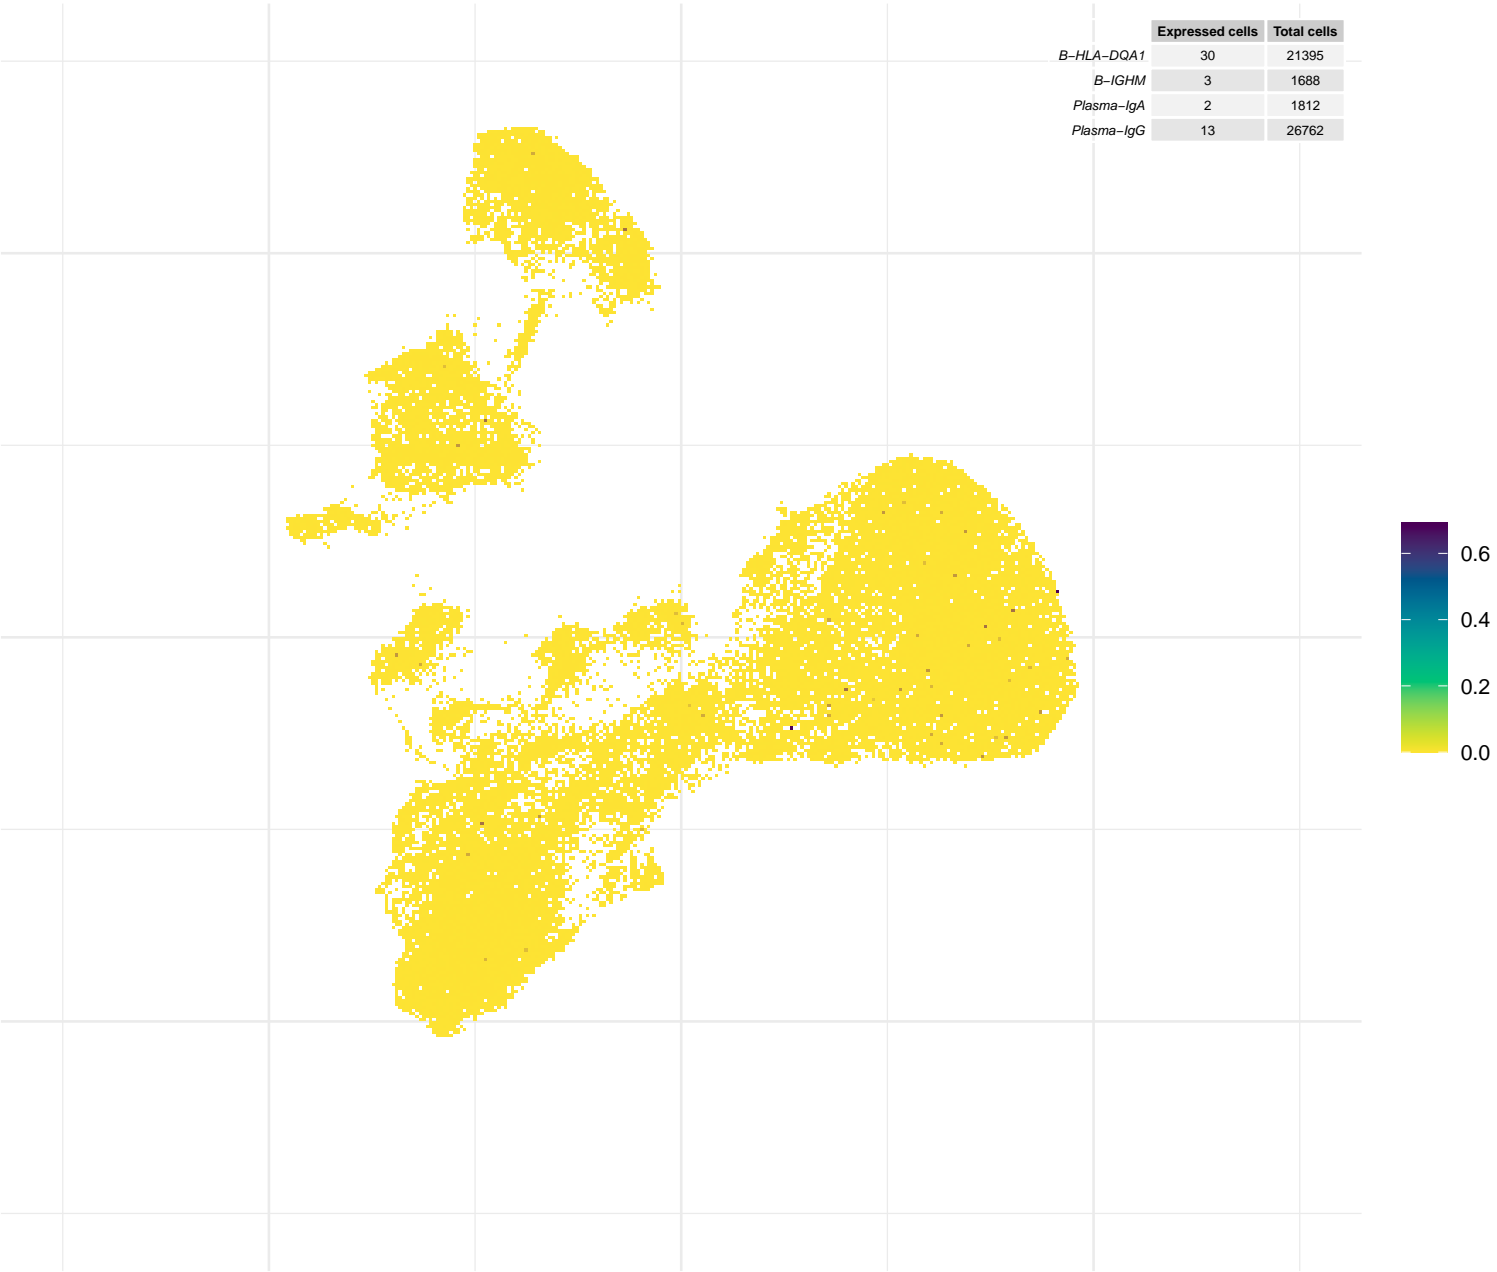 Expressed cells Total cells
B−HLA−DQA1 30 21395
B−IGHM 3 1688
Plasma−IgA 2 1812
Plasma−IgG 13 26762
0.6
0.4
0.2
0.0